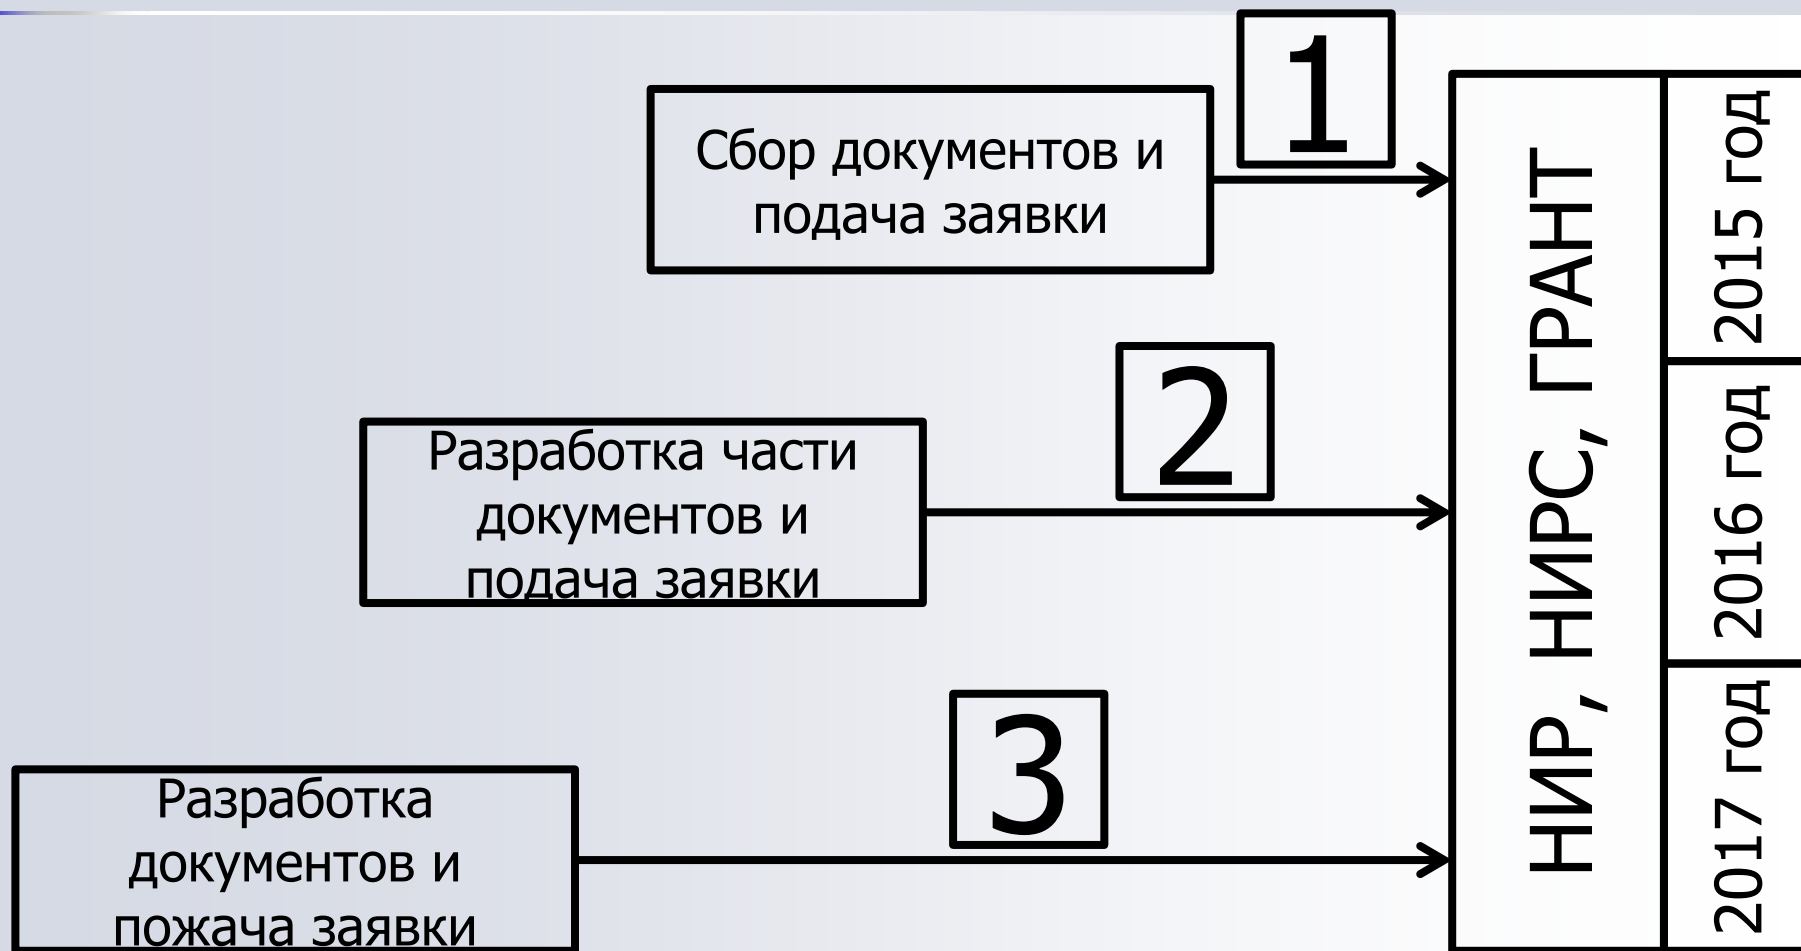 1
Сбор документов и
подача заявки
2
Разработка части
документов и
подача заявки
3
Разработка
документов и
пожача заявки
НИР, НИРС, ГРАНТ
2015 год
2016 год
2017 год